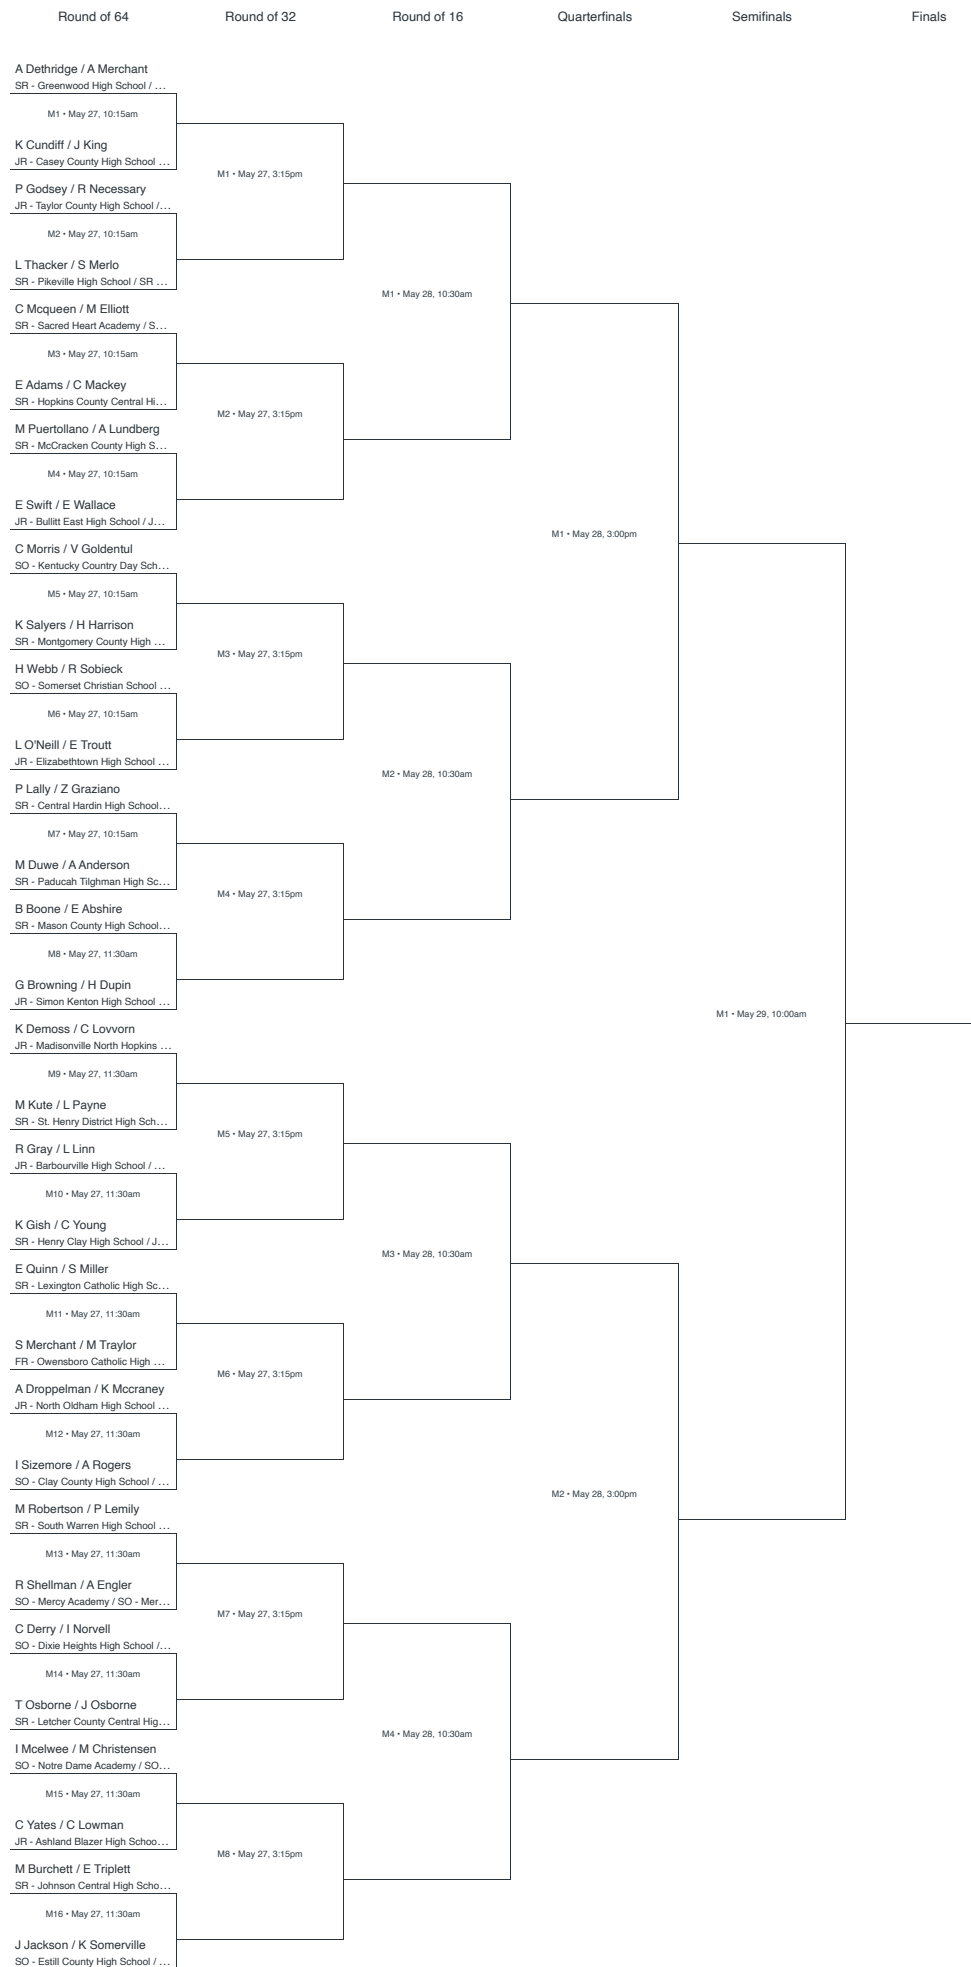 Round of 64
Round of 32
Round of 16
Quarterfinals
Semifinals
Finals
A Dethridge / A Merchant
SR - Greenwood High School / ...
M1 • May 27, 10:15am
K Cundiff / J King
JR - Casey County High School ...
M1 • May 27, 3:15pm
P Godsey / R Necessary
JR - Taylor County High School /...
M2 • May 27, 10:15am
L Thacker / S Merlo
SR - Pikeville High School / SR ...
M1 • May 28, 10:30am
C Mcqueen / M Elliott
SR - Sacred Heart Academy / S...
M3 • May 27, 10:15am
E Adams / C Mackey
SR - Hopkins County Central Hi...
M2 • May 27, 3:15pm
M Puertollano / A Lundberg
SR - McCracken County High S...
M4 • May 27, 10:15am
E Swift / E Wallace
JR - Bullitt East High School / J...
M1 • May 28, 3:00pm
C Morris / V Goldentul
SO - Kentucky Country Day Sch...
M5 • May 27, 10:15am
K Salyers / H Harrison
SR - Montgomery County High ...
M3 • May 27, 3:15pm
H Webb / R Sobieck
SO - Somerset Christian School ...
M6 • May 27, 10:15am
L O'Neill / E Troutt
JR - Elizabethtown High School ...
M2 • May 28, 10:30am
P Lally / Z Graziano
SR - Central Hardin High School...
M7 • May 27, 10:15am
M Duwe / A Anderson
SR - Paducah Tilghman High Sc...
M4 • May 27, 3:15pm
B Boone / E Abshire
SR - Mason County High School...
M8 • May 27, 11:30am
G Browning / H Dupin
JR - Simon Kenton High School ...
M1 • May 29, 10:00am
K Demoss / C Lovvorn
JR - Madisonville North Hopkins ...
M9 • May 27, 11:30am
M Kute / L Payne
SR - St. Henry District High Sch...
M5 • May 27, 3:15pm
R Gray / L Linn
JR - Barbourville High School / ...
M10 • May 27, 11:30am
K Gish / C Young
SR - Henry Clay High School / J...
M3 • May 28, 10:30am
E Quinn / S Miller
SR - Lexington Catholic High Sc...
M11 • May 27, 11:30am
S Merchant / M Traylor
FR - Owensboro Catholic High ...
M6 • May 27, 3:15pm
A Droppelman / K Mccraney
JR - North Oldham High School ...
M12 • May 27, 11:30am
I Sizemore / A Rogers
SO - Clay County High School / ...
M2 • May 28, 3:00pm
M Robertson / P Lemily
SR - South Warren High School ...
M13 • May 27, 11:30am
R Shellman / A Engler
SO - Mercy Academy / SO - Mer...
M7 • May 27, 3:15pm
C Derry / I Norvell
SO - Dixie Heights High School /...
M14 • May 27, 11:30am
T Osborne / J Osborne
SR - Letcher County Central Hig...
M4 • May 28, 10:30am
I Mcelwee / M Christensen
SO - Notre Dame Academy / SO...
M15 • May 27, 11:30am
C Yates / C Lowman
JR - Ashland Blazer High Schoo...
M8 • May 27, 3:15pm
M Burchett / E Triplett
SR - Johnson Central High Scho...
M16 • May 27, 11:30am
J Jackson / K Somerville
SO - Estill County High School / ...